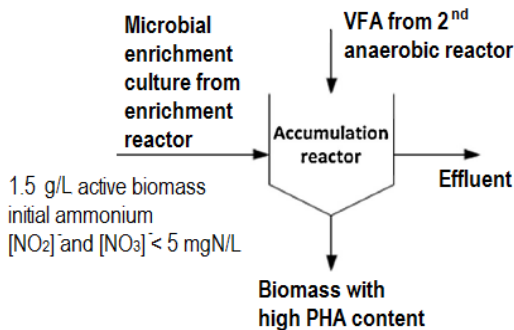 Microbial
enrichment
culture from
enrichment
reactor
VFA from 2nd
anaerobic reactor
Accumulation
reactor
Effluent
1.5 g/L active biomass
initial ammonium
[NO2]-and [NO3]-< 5 mgN/L
Biomass with
high PHA content